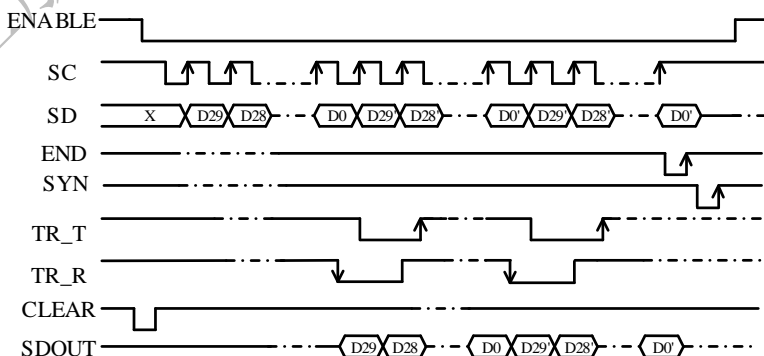 ENABLE
SC
SD X D29 D28 D0 D29' D28' D0' D29' D28' D0'
END
SYN
TR_T
TR_R
CLEAR
SDOUT D29 D28 D0 D29' D28' D0'